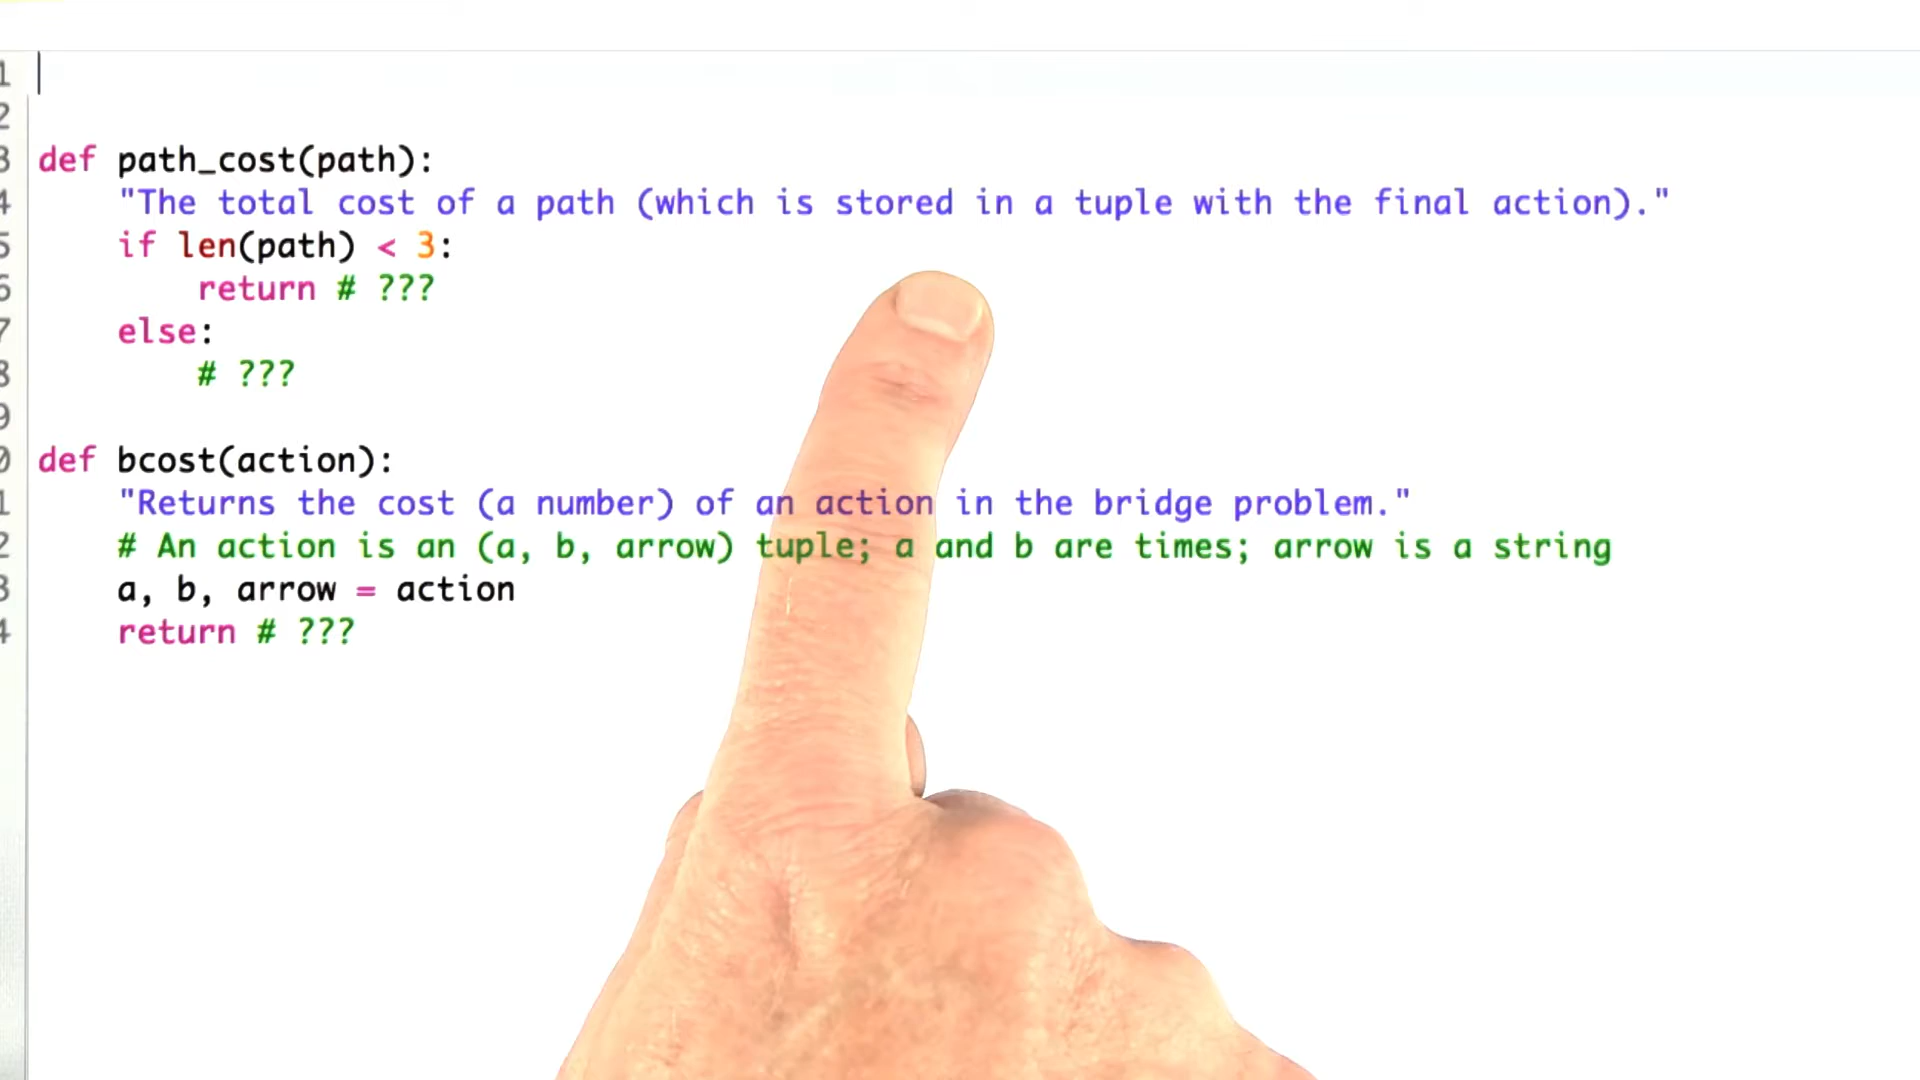 1
2
3 def path_cost(path):
4 "The total cost of a path (which is stored in a tuple with the final action)."
5 if len(path) < 3:
6 return # ???
7 else:
8 # ???
9
0 def bcost(action):
1 "Returns the cost (a number) of an action in the bridge problem."
2 # An action is an (a, b, arrow) tuple; a and b are times; arrow is a string
3 a, b, arrow = action
4 return # ???